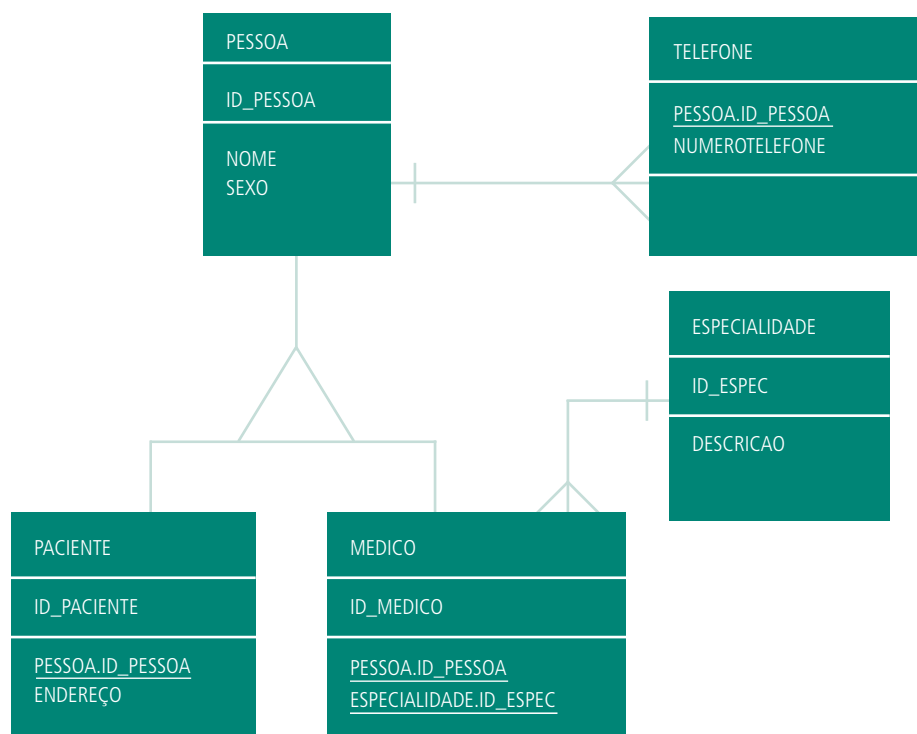 PESSOA
ID_PESSOA
NOME
SEXO
TELEFONE
PESSOA.ID_PESSOA
NUMEROTELEFONE
ESPECIALIDADE
ID_ESPEC
DESCRICAO
PACIENTE
ID_PACIENTE
PESSOA.ID_PESSOA
ENDEREÇO
MEDICO
ID_MEDICO
PESSOA.ID_PESSOA
ESPECIALIDADE.ID_ESPEC